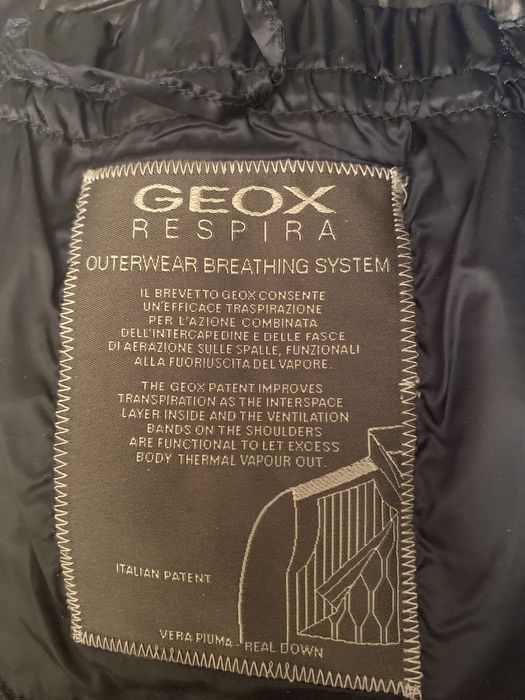 GEOX
RESPIRA
OUTERWEAR BREATHING SYSTEM
IL BREVETTO GEOX CONSENTE
UN'EFFICACE TRASPIRAZIONE
PER L'AZIONE COMBINATA
DELL'INTERCAPEDINE E DELLE FASCE
DI AERAZIONE SULLE SPALLE, FUNZIONALI
ALLA FUORIUSCITA DEL VAPORE.
THE GEOX PATENT IMPROVES
TRANSPIRATION AS THE INTERSPACE
LAYER INSIDE AND THE VENTILATION
BANDS ON THE SHOULDERS
ARE FUNCTIONAL TO LET EXCESS
BODY THERMAL VAPOUR OUT.
ITALIAN PATENT
VERA PIUMA - REAL DOWN